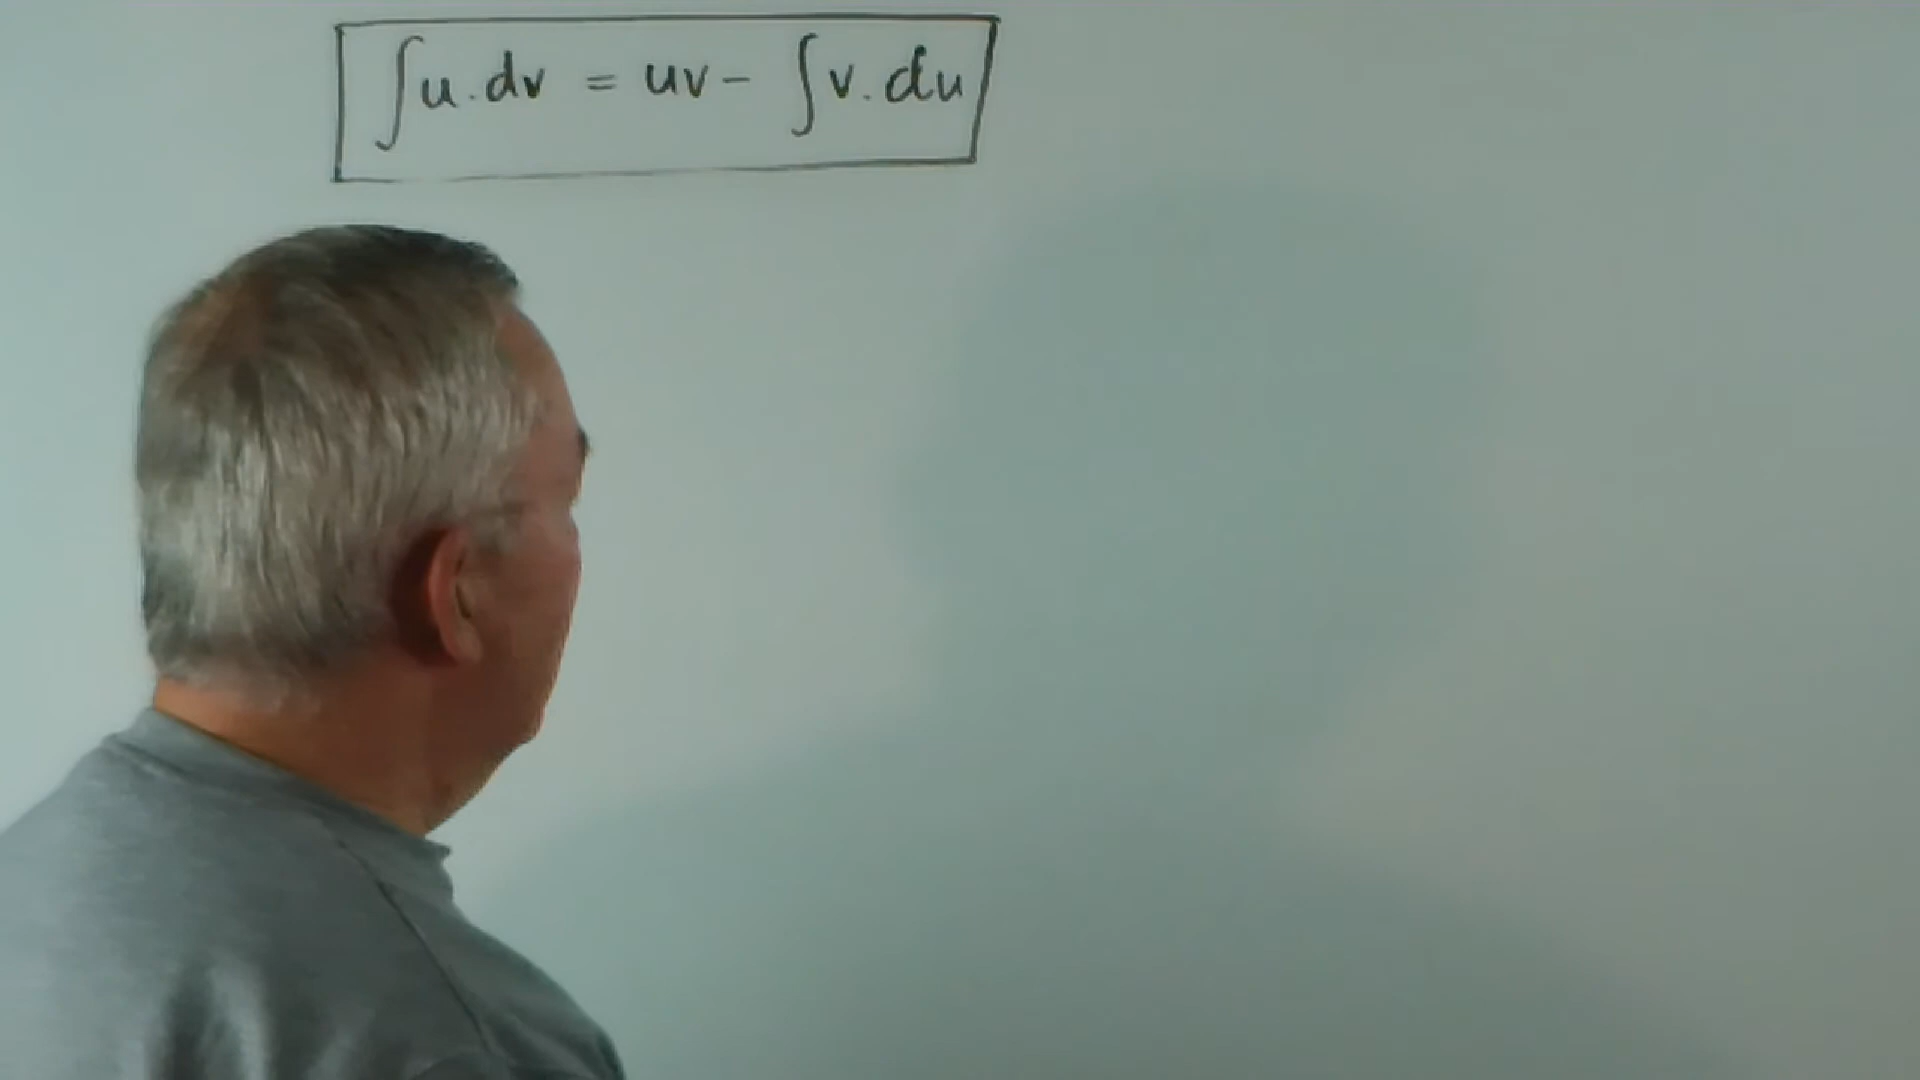 ∫u.dv = uv- ∫v.du